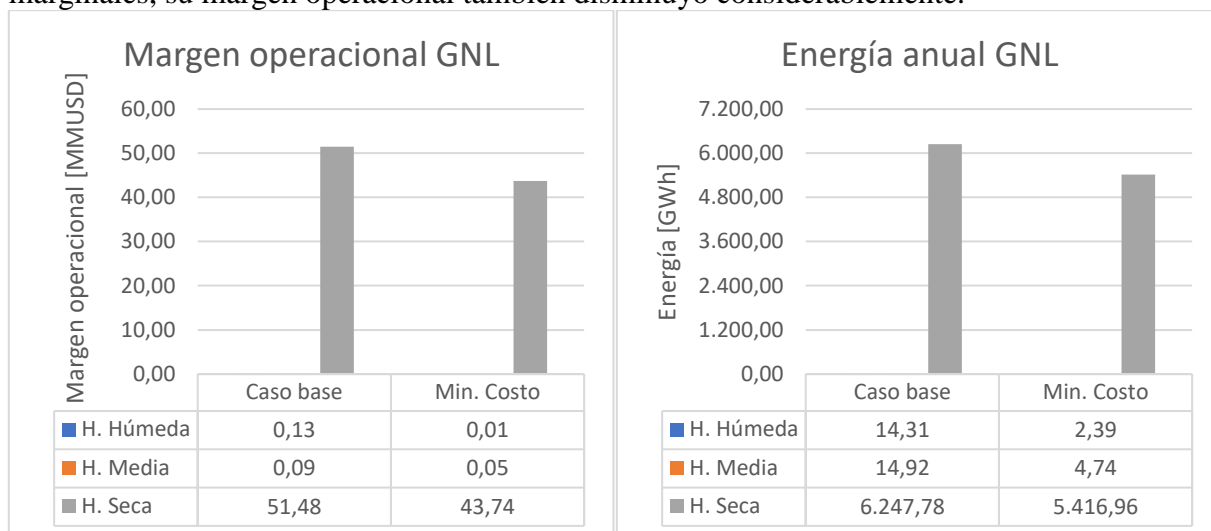 marginales, su margen operacional también disminuyó considerablemente.
Margen operacional GNL
Margen operacional [MMUSD]
60,00
50,00
40,00
30,00
20,00
10,00
0,00
Caso base Min. Costo
H. Húmeda 0,13 0,01
H. Media 0,09 0,05
H. Seca 51,48 43,74
Energía anual GNL
Energía [GWh]
7.200,00
6.000,00
4.800,00
3.600,00
2.400,00
1.200,00
0,00
Caso base Min. Costo
H. Húmeda 14,31 2,39
H. Media 14,92 4,74
H. Seca 6.247,78 5.416,96